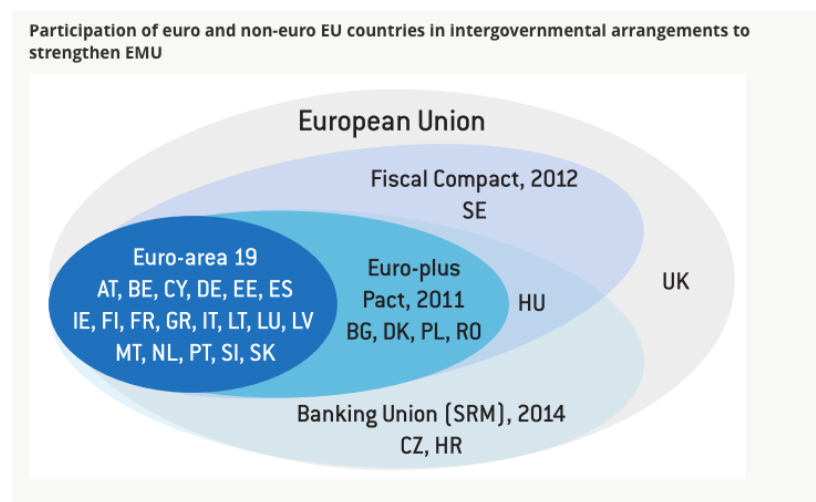 Participation of euro and non-euro EU countries in intergovernmental arrangements to
strengthen EMU
European Union
Fiscal Compact, 2012
SE
Euro-area 19
AT, BE, CY, DE, EE, ES
IE, FI, FR, GR, IT, LT, LU, LV
MT, NL, PT, SI, SK
Euro-plus
Pact, 2011
BG, DK, PL, RO
HU
UK
Banking Union (SRM), 2014
CZ, HR